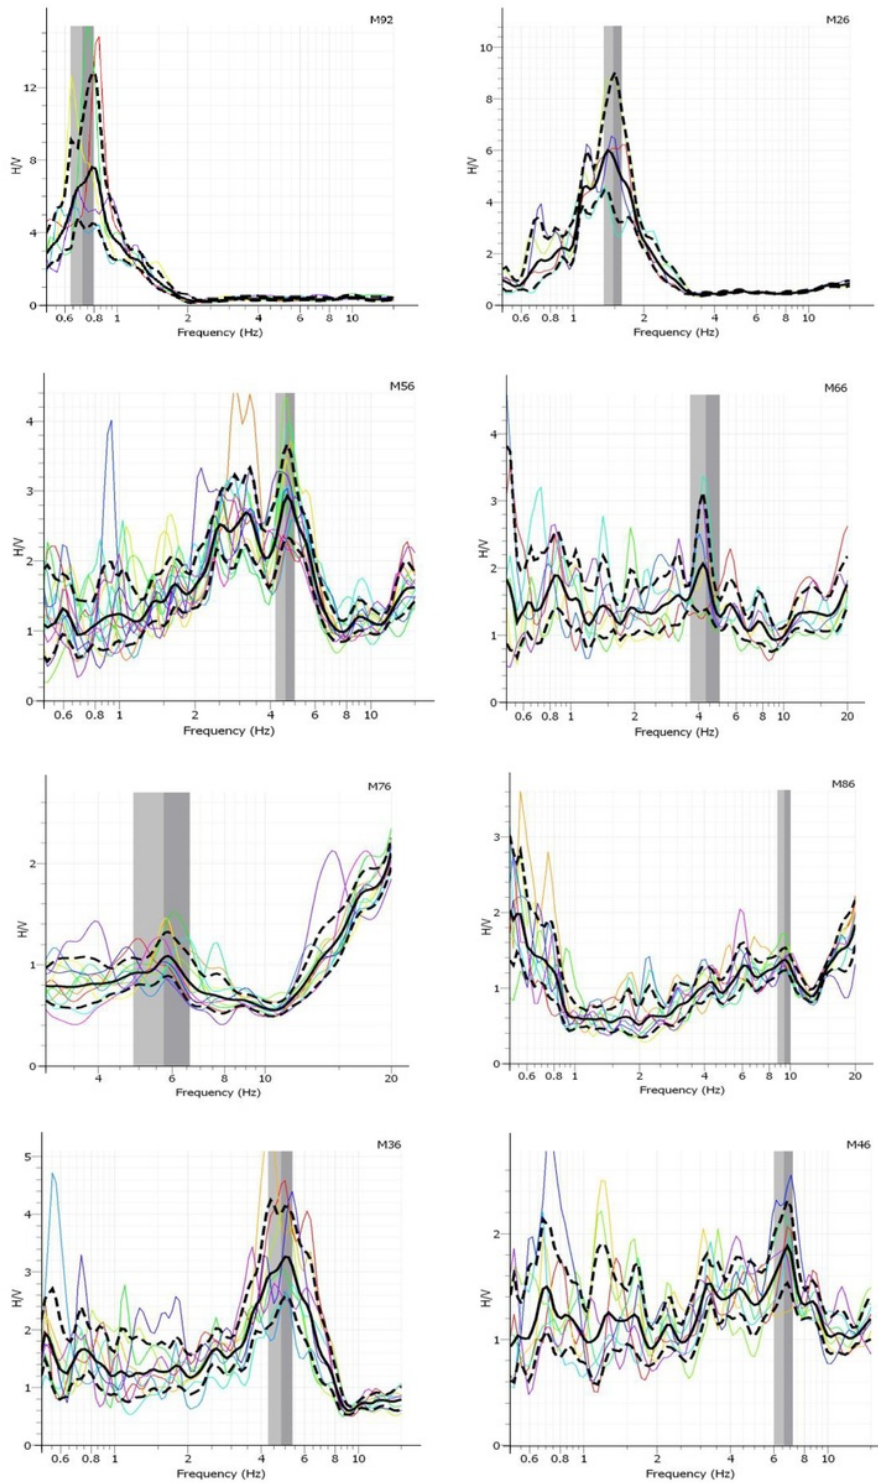 M92
12
8
4
0
H/V
0.6 0.8 1 2 4 6 8 10
Frequency (Hz)
M26
10
8
6
4
2
0
H/V
0.6 0.8 1 2 4 6 8 10
Frequency (Hz)
M56
4
3
2
1
0
H/V
0.6 0.8 1 2 4 6 8 10
Frequency (Hz)
M66
4
3
2
1
0
H/V
0.6 0.8 1 2 4 6 8 10 20
Frequency (Hz)
M76
2
1
0
H/V
4 6 8 10 20
Frequency (Hz)
M86
3
2
1
0
H/V
0.6 0.8 1 2 4 6 8 10 20
Frequency (Hz)
M36
5
4
3
2
1
0
H/V
0.6 0.8 1 2 4 6 8 10
Frequency (Hz)
M46
2
1
0
H/V
0.6 0.8 1 2 4 6 8 10
Frequency (Hz)